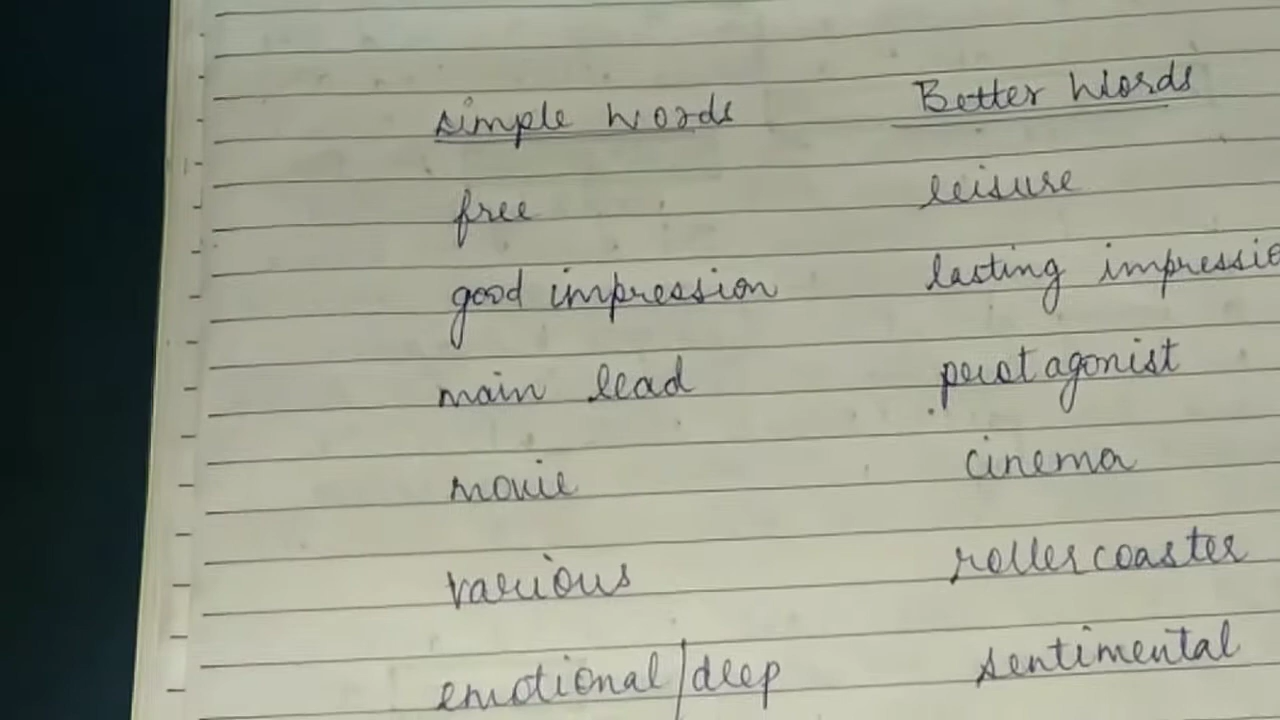 simple words Better Words
free leisure
good impression lasting impressio
main lead protagonist
movie cinema
various rollercoaster
emotional/deep sentimental